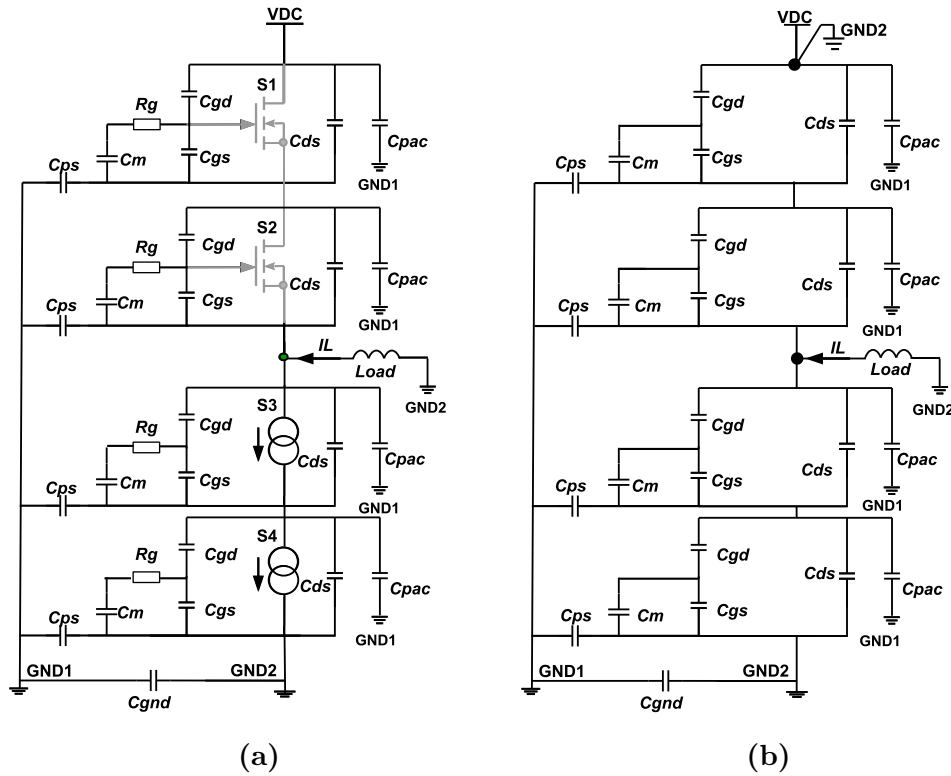 VDC
S1
Cgd
Rg
Cds
Cpac
Cm
Cgs
Cps
GND1
S2
Rg
Cgd
Cds
Cpac
Cm
Cgs
Cps
GND1
IL
Load
GND2
S3
Rg
Cgd
Cds
Cpac
Cm
Cgs
Cps
GND1
S4
Rg
Cgd
Cds
Cpac
Cm
Cgs
Cps
GND1
GND1
GND2
Cgnd
(a)
VDC
GND2
Cgd
Cds
Cpac
Cm
Cgs
Cps
GND1
Cgd
Cds
Cpac
Cm
Cgs
Cps
GND1
IL
Load
GND2
Cgd
Cds
Cpac
Cm
Cgs
Cps
GND1
Cgd
Cds
Cpac
Cm
Cgs
Cps
GND1
GND1
GND2
Cgnd
(b)